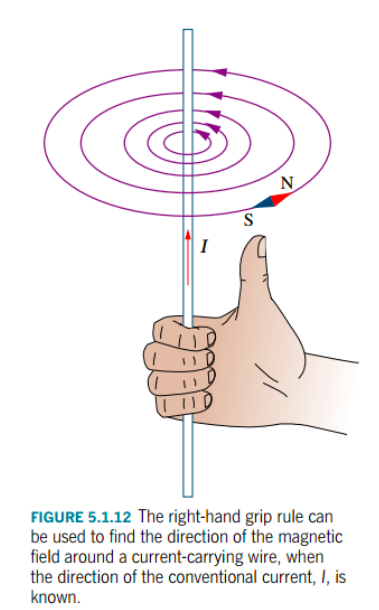 N
S
I
FIGURE 5.1.12 The right-hand grip rule can
be used to find the direction of the magnetic
field around a current-carrying wire, when
the direction of the conventional current, I, is
known.